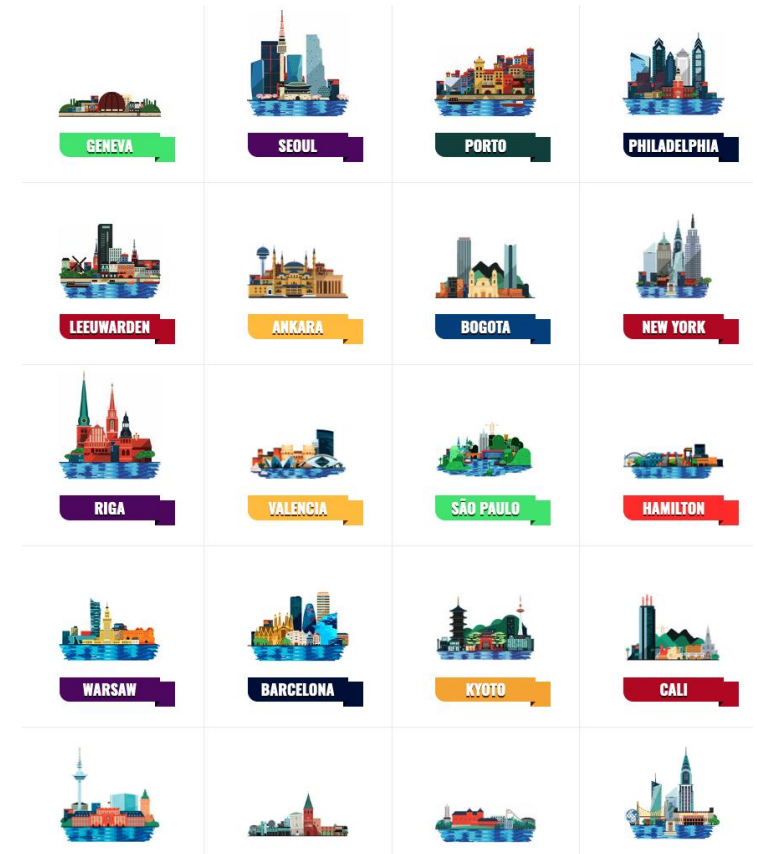 GENEVA
SEOUL
PORTO
PHILADELPHIA
LEEUWARDEN
ANKARA
BOGOTA
NEW YORK
RIGA
VALENCIA
SÃO PAULO
HAMILTON
WARSAW
BARCELONA
KYOTO
CALI